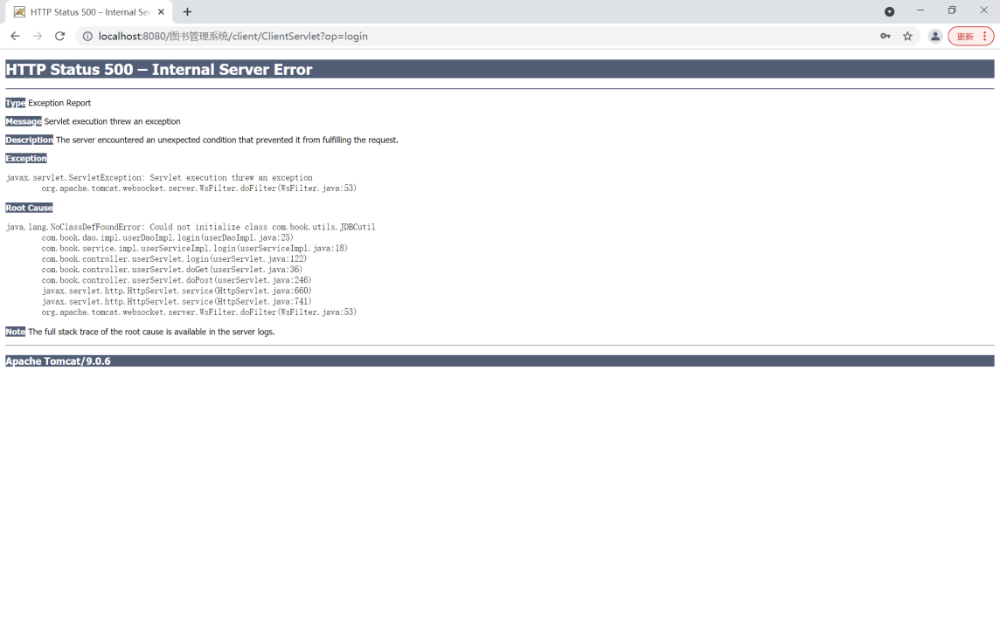 HTTP Status 500 – Internal Ser
localhost:8080/图书管理系统/client/ClientServlet?op=login
更新
HTTP Status 500 – Internal Server Error
Type Exception Report
Message Servlet execution threw an exception
Description The server encountered an unexpected condition that prevented it from fulfilling the request.
Exception
javax.servlet.ServletException: Servlet execution threw an exception
org.apache.tomcat.websocket.server.WsFilter.doFilter(WsFilter.java:53)
Root Cause
java.lang.NoClassDefFoundError: Could not initialize class com.book.utils.JDBCutil
com.book.dao.impl.userDaoImpl.login(userDaoImpl.java:25)
com.book.service.impl.userServiceImpl.login(userServiceImpl.java:18)
com.book.controller.userServlet.login(userServlet.java:122)
com.book.controller.userServlet.doGet(userServlet.java:36)
com.book.controller.userServlet.doPost(userServlet.java:246)
javax.servlet.http.HttpServlet.service(HttpServlet.java:660)
javax.servlet.http.HttpServlet.service(HttpServlet.java:741)
org.apache.tomcat.websocket.server.WsFilter.doFilter(WsFilter.java:53)
Note The full stack trace of the root cause is available in the server logs.
Apache Tomcat/9.0.6